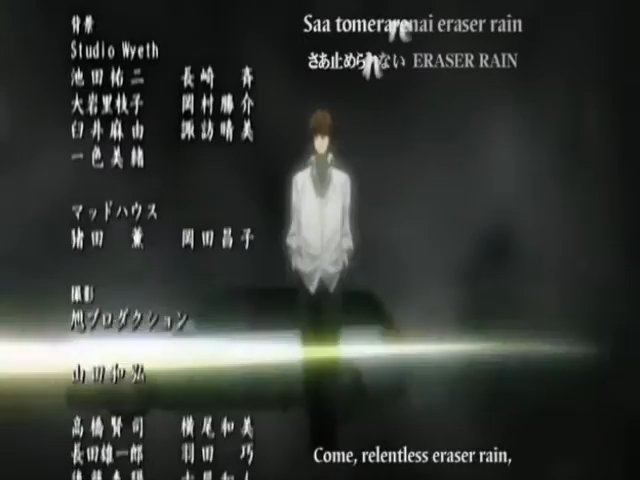 背景
Studio Wyeth
池田祐二 長崎 斉
大岩里枝子 岡村勝介
臼井麻由 諏訪晴美
一色美緒
マッドハウス
猪田 薫 岡田昌子
撮影
旭プロダクション
山田和弘
高橋賢司 横尾和美
長田雄一郎 羽田 巧
Saa tomerarenai eraser rain
さあ止められない ERASER RAIN
Come, relentless eraser rain,